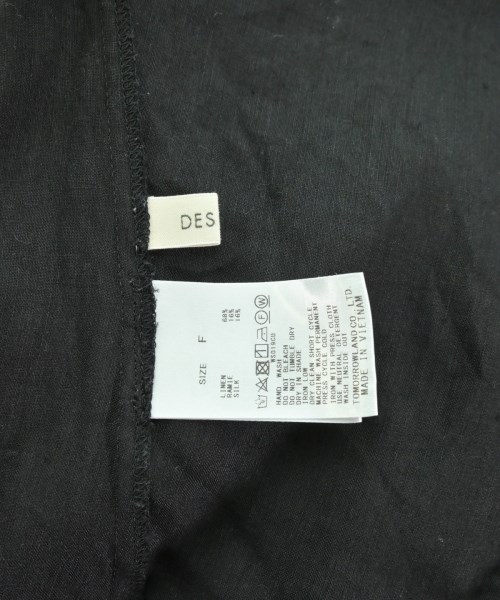 DES
SIZE F
LINEN 68%
RAMIE 16%
SILK 16%
HAND WASH
DO NOT BLEACH
DO NOT TUMBLE DRY
DRY IN SHADE
IRON LOW
DRY CLEAN SHORT CYCLE
MACHINE WASH PERMANENT
PRESS CYCLE COLD
IRON WITH PRESS CLOTH
USE NEUTRAL DETERGENT
WASH INSIDE OUT
TOMORROWLAND CO., LTD.
MADE IN VIETNAM